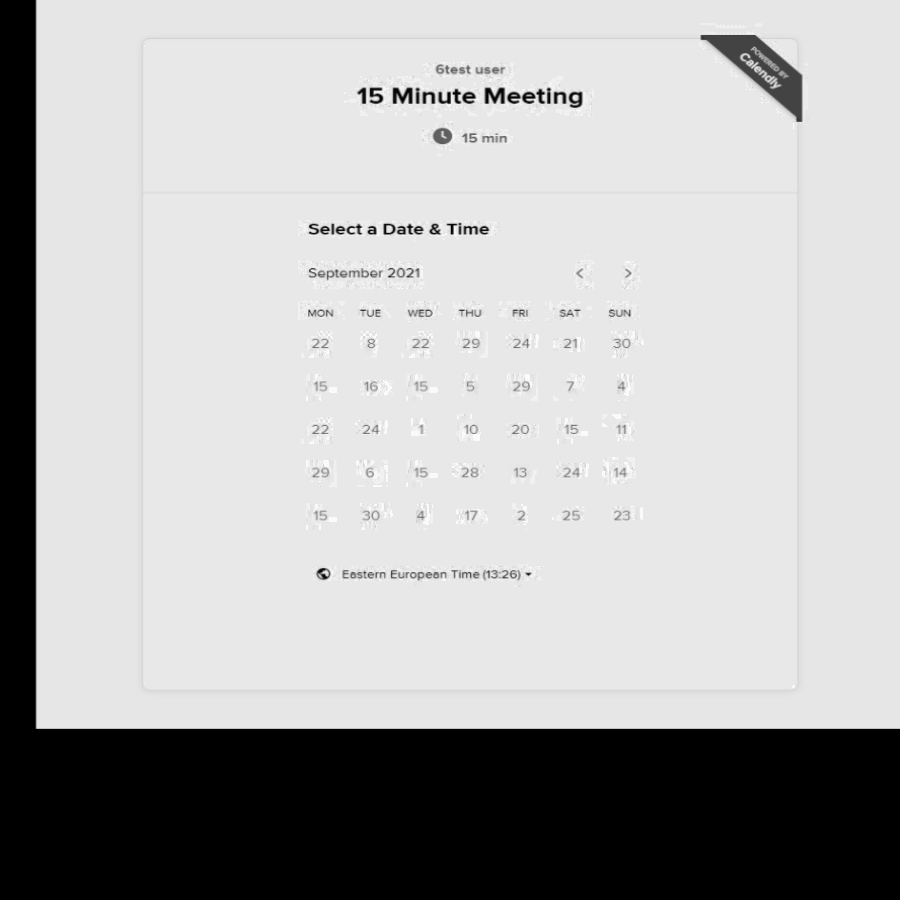 POWERED BY
Calendly
6test user
15 Minute Meeting
15 min
Select a Date & Time
September 2021
MON TUE WED THU FRI SAT SUN
22 8 22 29 24 21 30
15 16 15 5 29 7 4
22 24 1 10 20 15 11
29 6 15 28 13 24 14
15 30 4 17 2 25 23
Eastern European Time (13:26)